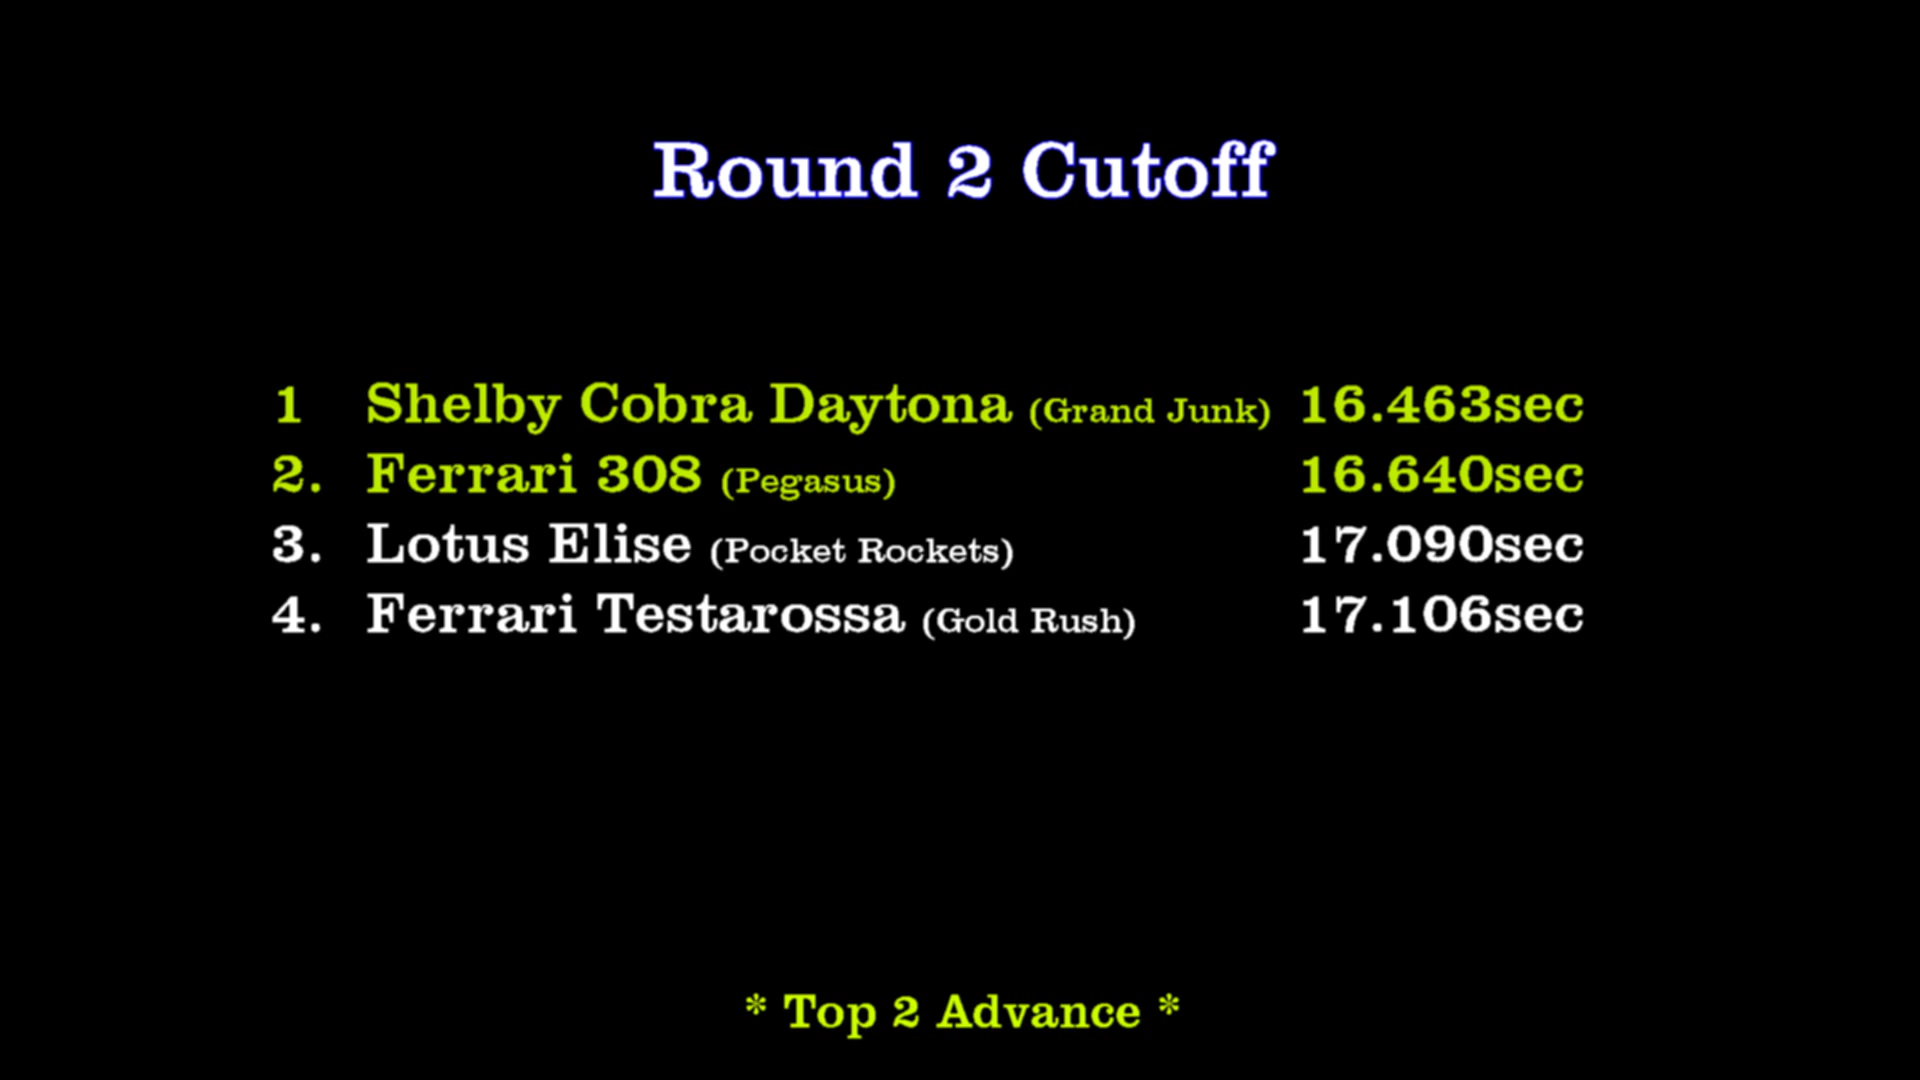 Round 2 Cutoff
1 Shelby Cobra Daytona (Grand Junk) 16.463sec
2. Ferrari 308 (Pegasus) 16.640sec
3. Lotus Elise (Pocket Rockets) 17.090sec
4. Ferrari Testarossa (Gold Rush) 17.106sec
* Top 2 Advance *